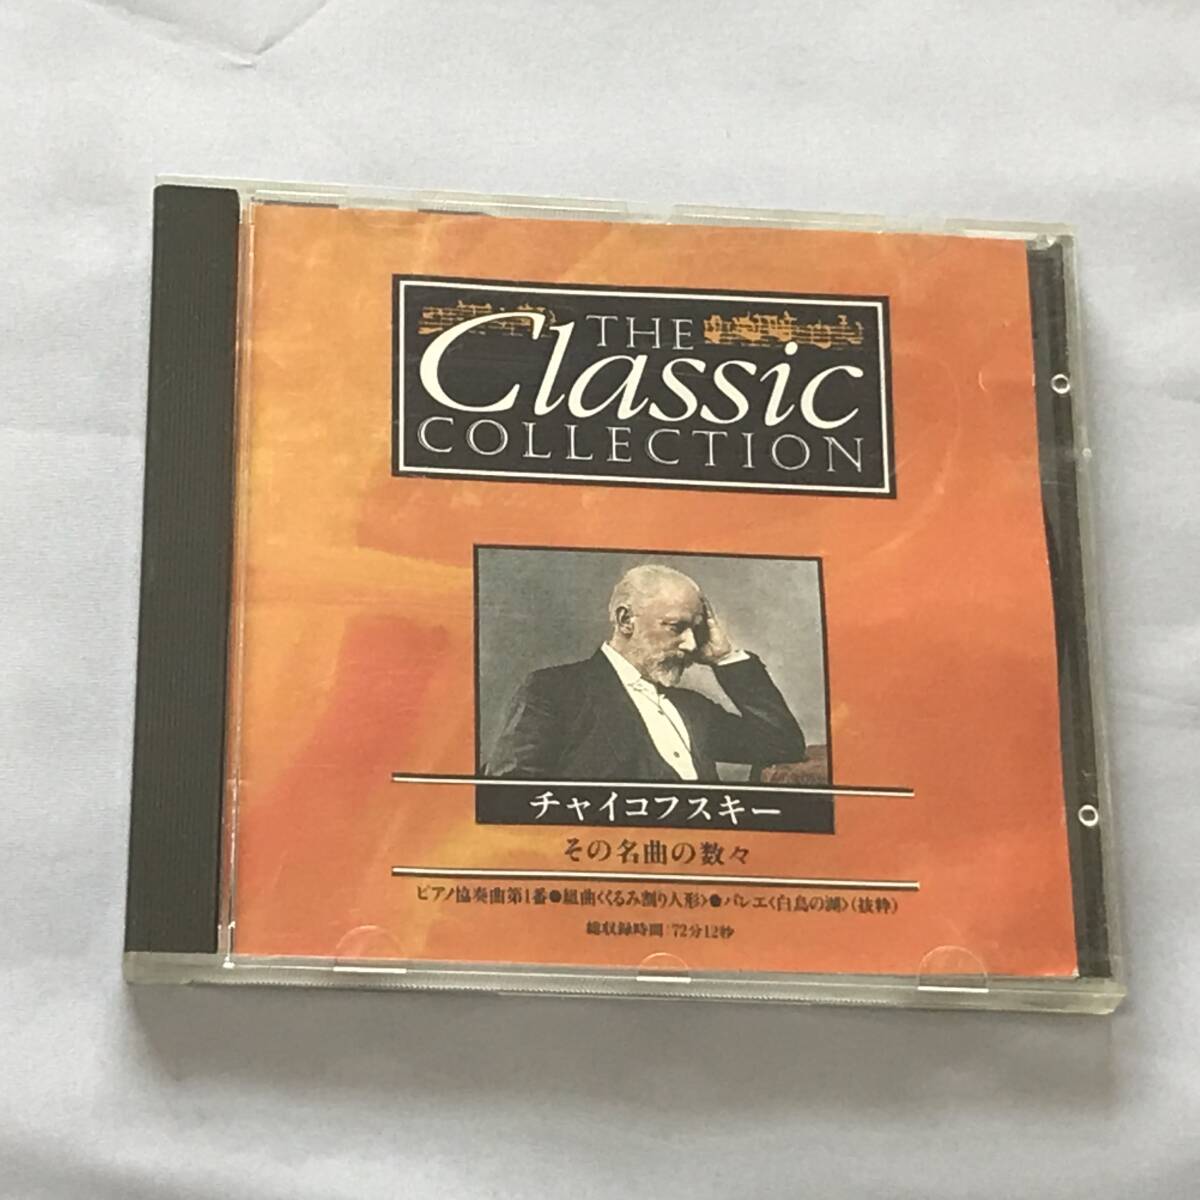 THE
Classic
COLLECTION
チャイコフスキー
その名曲の数々
ピアノ協奏曲第1番●組曲〈くるみ割り人形〉●バレエ〈白鳥の湖〉(抜粋)
総収録時間:72分12秒